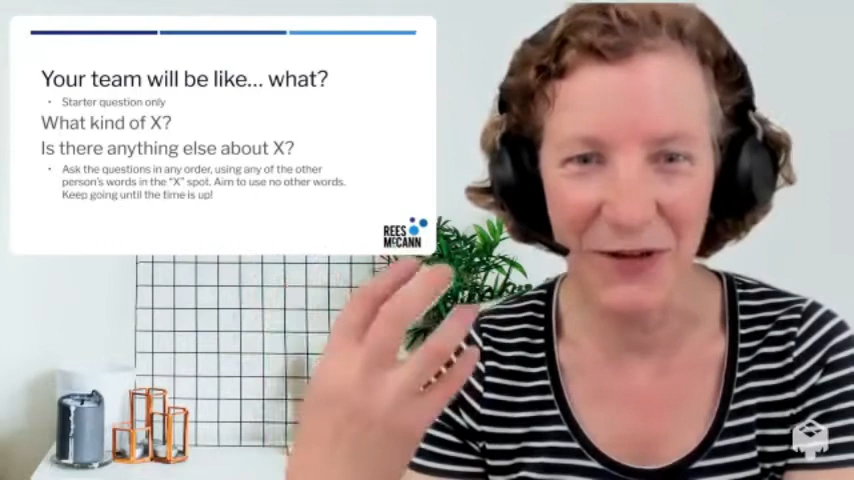 Your team will be like... what?
• Starter question only
What kind of X?
Is there anything else about X?
• Ask the questions in any order, using any of the other
person's words in the "X" spot. Aim to use no other words.
Keep going until the time is up!
REES
McCANN